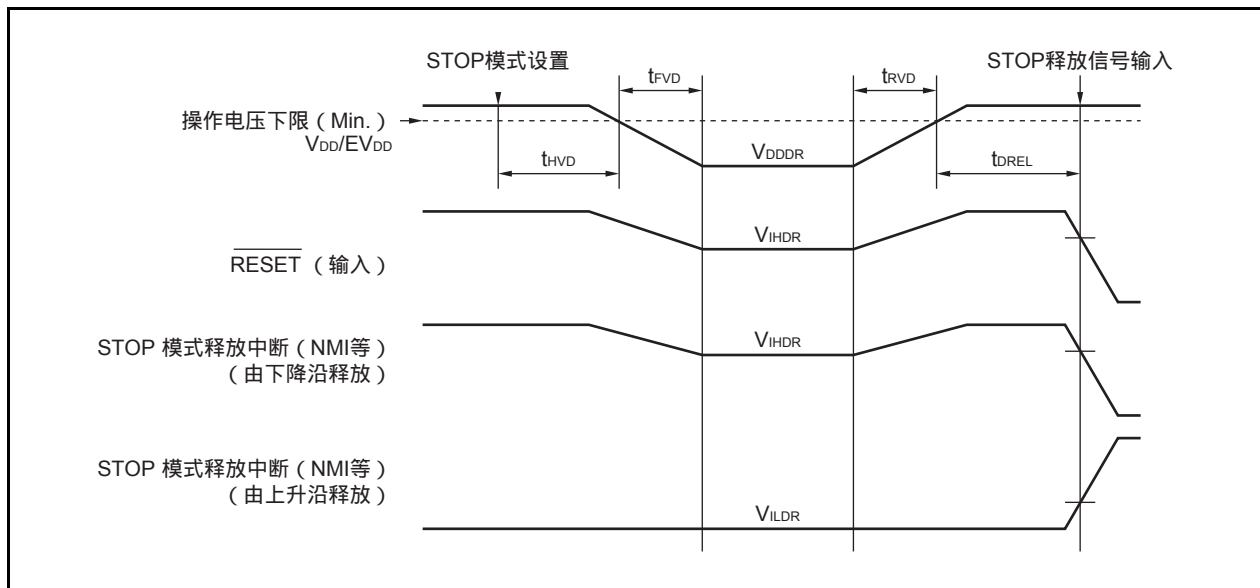 STOP模式设置
STOP释放信号输入
tFVD
tRVD
操作电压下限（Min.）
VDD/EVDD
tHVD
VDDDR
tDREL
VIHDR
RESET（输入）
VIHDR
STOP 模式释放中断（NMI等）
（由下降沿释放）
STOP 模式释放中断（NMI等）
（由上升沿释放）
VILDR